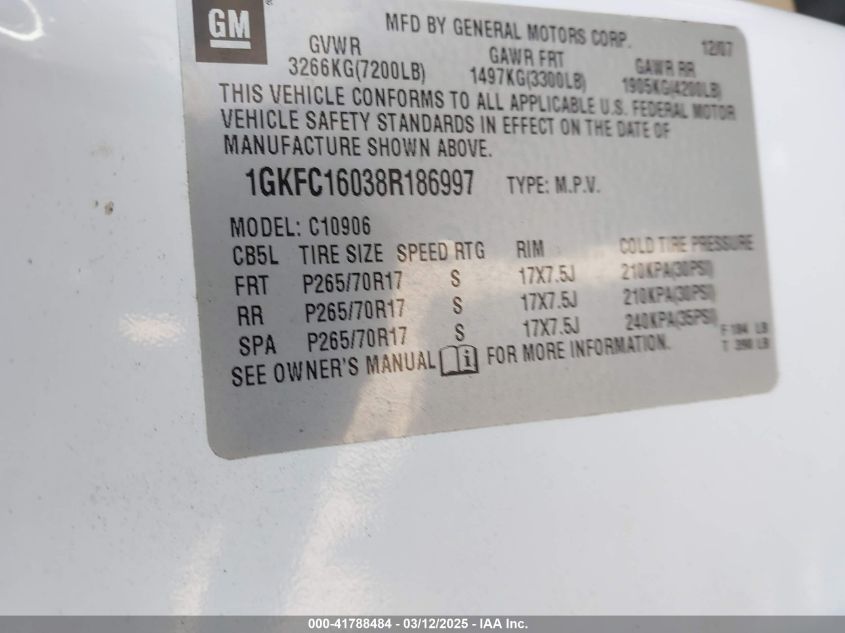 GM
MFD BY GENERAL MOTORS CORP. 12/07
GVWR GAWR FRT GAWR RR
3266KG(7200LB) 1497KG(3300LB) 1905KG(4200LB)
THIS VEHICLE CONFORMS TO ALL APPLICABLE U.S. FEDERAL MOTOR
VEHICLE SAFETY STANDARDS IN EFFECT ON THE DATE OF
MANUFACTURE SHOWN ABOVE.
1GKFC16038R186997 TYPE: M.P.V.
MODEL: C10906
CB5L TIRE SIZE SPEED RTG RIM COLD TIRE PRESSURE
FRT P265/70R17 S 17X7.5J 210KPA(30PSI)
RR P265/70R17 S 17X7.5J 210KPA(30PSI)
SPA P265/70R17 S 17X7.5J 240KPA(35PSI)
F 184 LB
SEE OWNER'S MANUAL i FOR MORE INFORMATION. T 390 LB
000-41788484 - 03/12/2025 - IAA Inc.